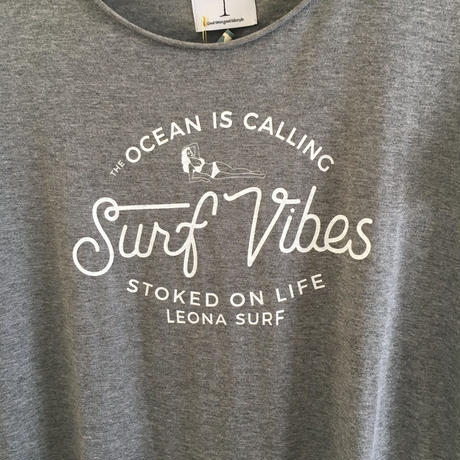 THE OCEAN IS CALLING
Surf Vibes
STOKED ON LIFE
LEONA SURF